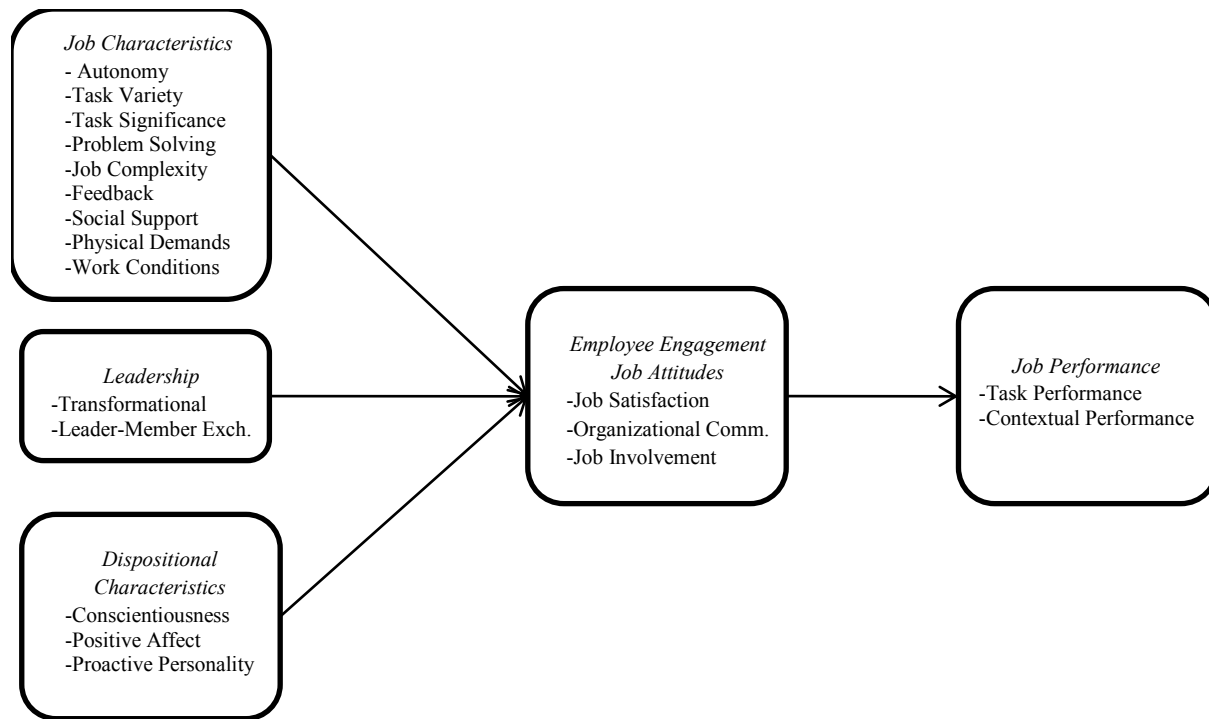 Job Characteristics
- Autonomy
-Task Variety
-Task Significance
-Problem Solving
-Job Complexity
-Feedback
-Social Support
-Physical Demands
-Work Conditions
Leadership
-Transformational
-Leader-Member Exch.
Dispositional
Characteristics
-Conscientiousness
-Positive Affect
-Proactive Personality
Employee Engagement
Job Attitudes
-Job Satisfaction
-Organizational Comm.
-Job Involvement
Job Performance
-Task Performance
-Contextual Performance